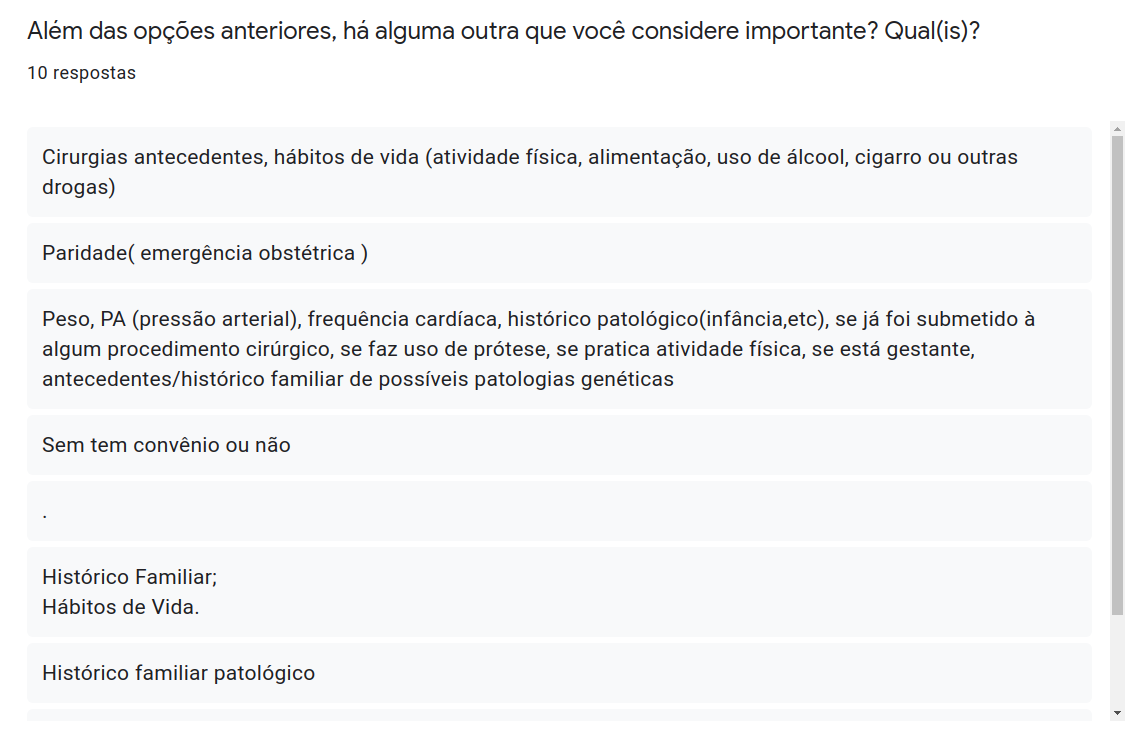 Além das opções anteriores, há alguma outra que você considere importante? Qual(is)?
10 respostas
Cirurgias antecedentes, hábitos de vida (atividade física, alimentação, uso de álcool, cigarro ou outras
drogas)
Paridade( emergência obstétrica )
Peso, PA (pressão arterial), frequência cardíaca, histórico patológico(infância,etc), se já foi submetido à
algum procedimento cirúrgico, se faz uso de prótese, se pratica atividade física, se está gestante,
antecedentes/histórico familiar de possíveis patologias genéticas
Sem tem convênio ou não
.
Histórico Familiar;
Hábitos de Vida.
Histórico familiar patológico